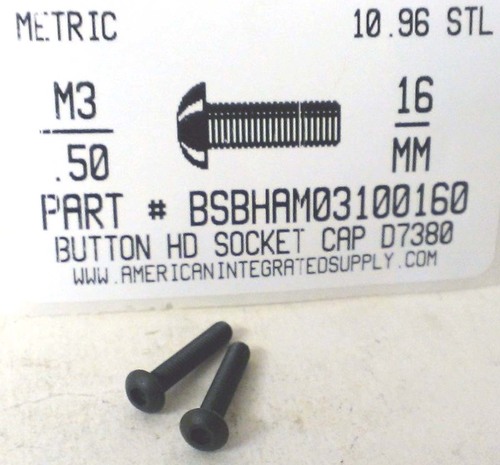 METRIC 10.96 STL
M3 16
.50 MM
PART # BSBHAM03100160
BUTTON HD SOCKET CAP D7380
WWW.AMERICANINTEGRATEDSUPPLY.COM